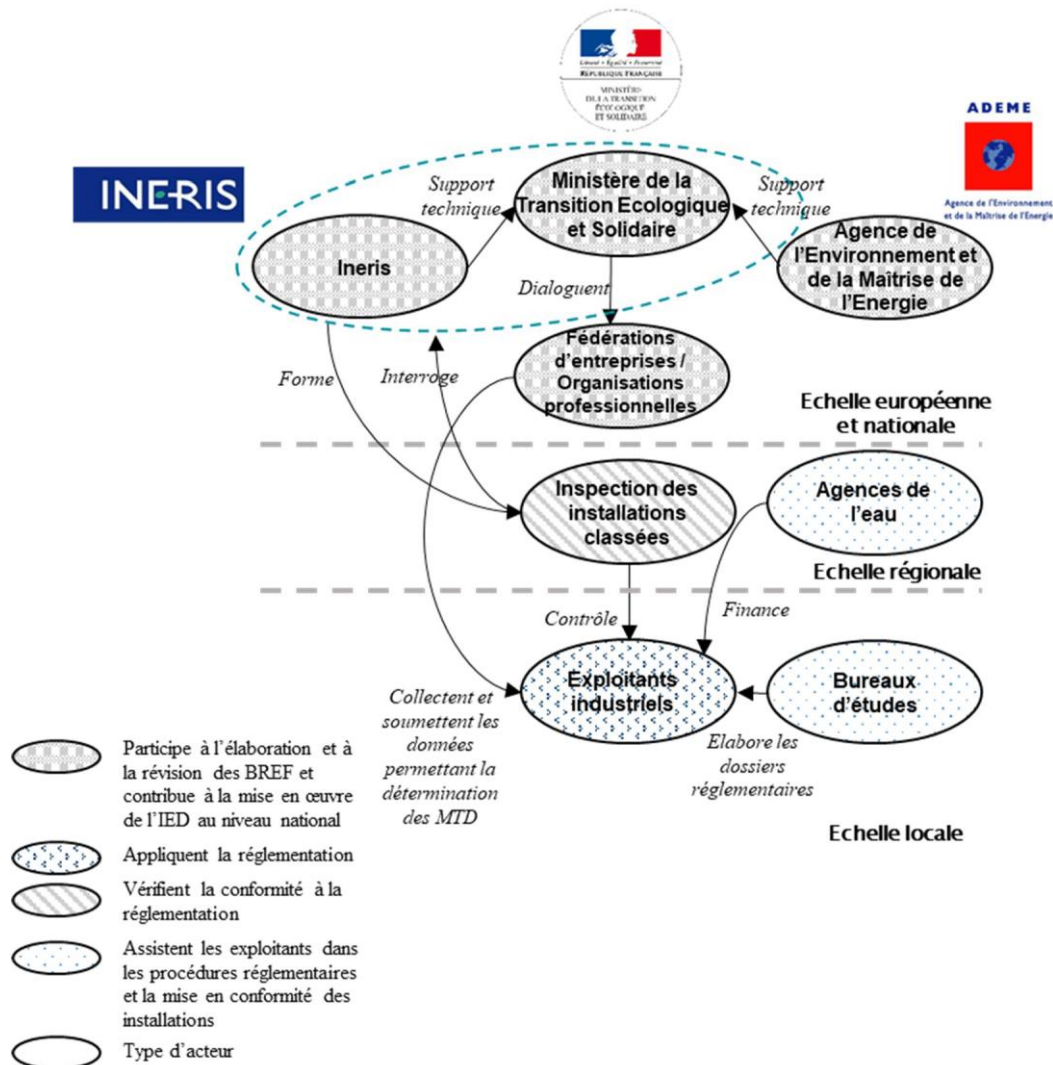 Liberté • Égalité • Fraternité
RÉPUBLIQUE FRANÇAISE
MINISTÈRE
DE LA TRANSITION
ÉCOLOGIQUE
ET SOLIDAIRE
ADEME
Agence de l'Environnement
et de la Maîtrise de l'Energie
INERIS
Support
technique
Ministère de la
Transition Ecologique
et Solidaire
Support
technique
Ineris
Agence de
l'Environnement et
de la Maîtrise de
l'Energie
Dialoguent
Forme
Interroge
Fédérations
d'entreprises /
Organisations
professionnelles
Echelle européenne
et nationale
Inspection des
installations
classées
Agences de
l'eau
Echelle régionale
Contrôle
Finance
Exploitants
industriels
Bureaux
d'études
Collectent et
soumettent les
données
permettant la
détermination
des MTD
Elabore les
dossiers
réglementaires
Echelle locale
Participe à l'élaboration et à
la révision des BREF et
contribue à la mise en œuvre
de l'IED au niveau national
Appliquent la réglementation
Vérifient la conformité à la
réglementation
Assistent les exploitants dans
les procédures réglementaires
et la mise en conformité des
installations
Type d'acteur